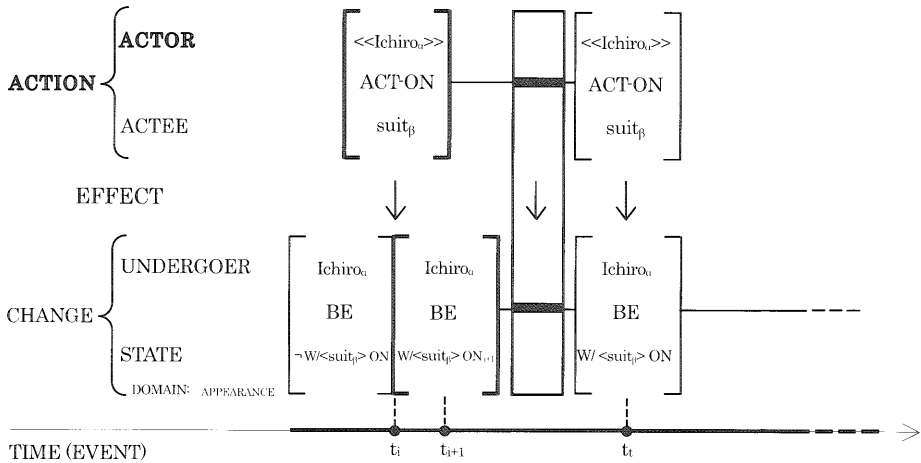 ACTOR <<Ichiroα>> <<Ichiroα>>
ACTION ACT-ON ACT-ON
ACTEE suitβ suitβ
EFFECT
UNDERGOER Ichiroα Ichiroα Ichiroα
CHANGE BE BE BE
STATE ¬W/<suitβ> ON W/<suitβ> ONi+1 W/ <suitβ> ON
DOMAIN: APPEARANCE
TIME (EVENT) ti ti+1 tt